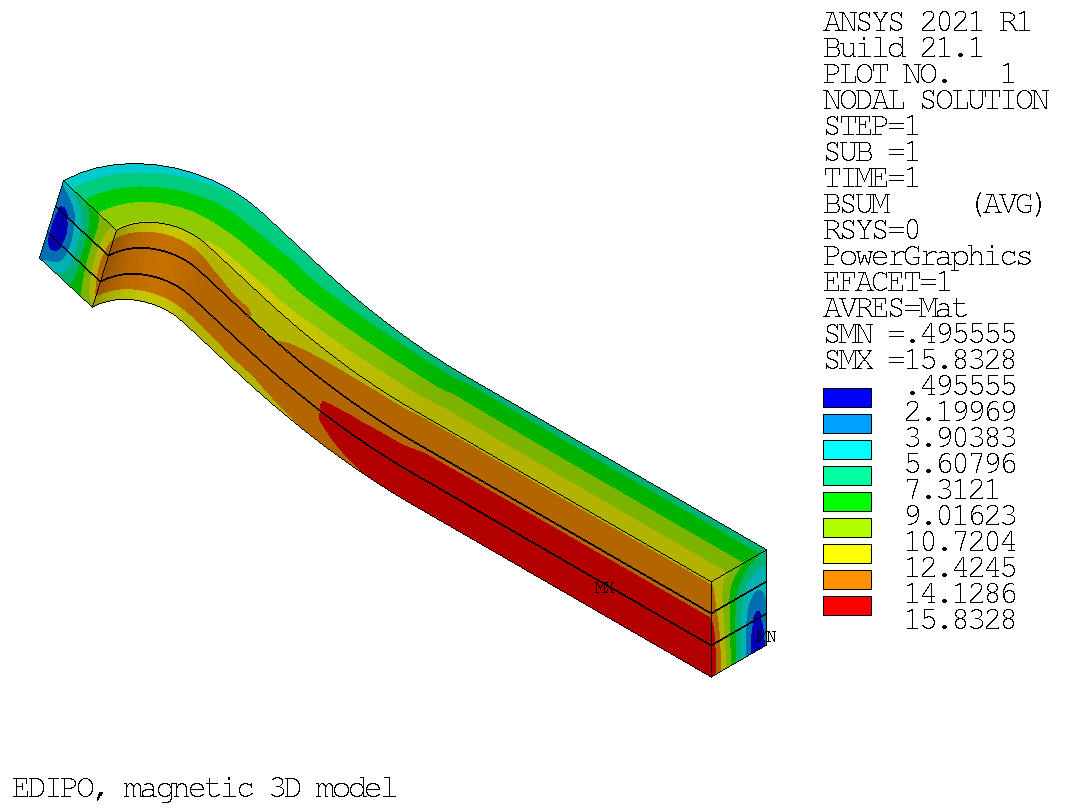 ANSYS 2021 R1
Build 21.1
PLOT NO.   1
NODAL SOLUTION
STEP=1
SUB =1
TIME=1
BSUM     (AVG)
RSYS=0
PowerGraphics
EFACET=1
AVRES=Mat
SMN =.495555
SMX =15.8328
.495555
2.19969
3.90383
5.60796
7.3121
9.01623
10.7204
12.4245
14.1286
15.8328
MX
MN
EDIPO, magnetic 3D model